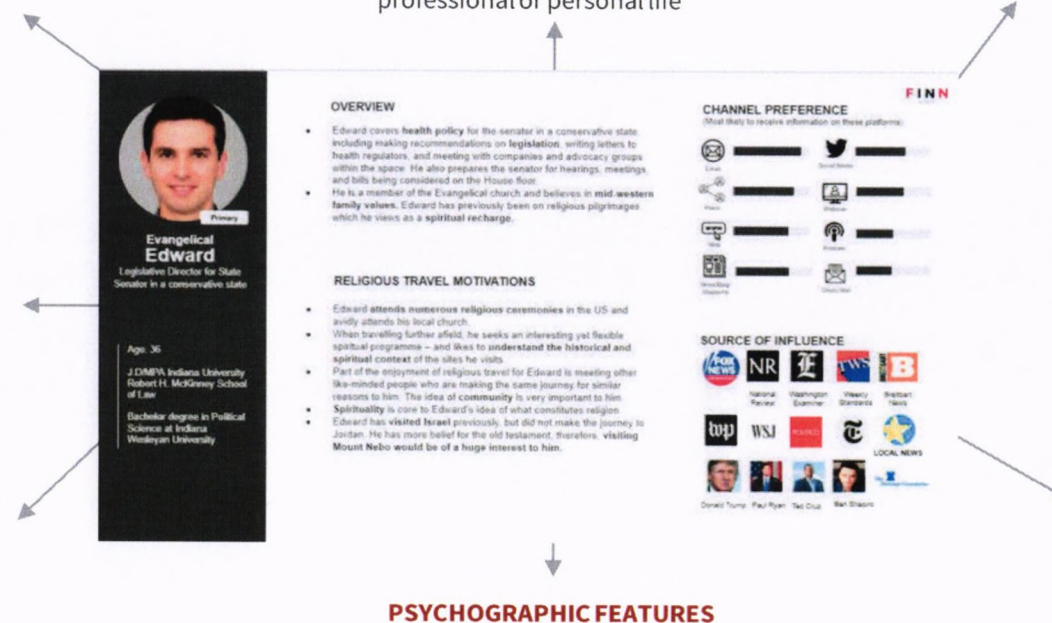 professional or personal life
FINN
Primary
Evangelical
Edward
Legislative Director for State
Senator in a conservative state
Age: 36
J.D/MPA Indiana University
Robert H. McKinney School
of Law
Bachelor degree in Political
Science at Indiana
Wesleyan University
OVERVIEW
Edward covers health policy for the senator in a conservative state
including making recommendations on legislation, writing letters to
health regulators, and meeting with companies and advocacy groups
within the space. He also prepares the senator for hearings, meetings,
and bills being considered on the House floor.
He is a member of the Evangelical church and believes in mid-western
family values. Edward has previously been on religious pilgrimages
which he views as a spiritual recharge.
RELIGIOUS TRAVEL MOTIVATIONS
Edward attends numerous religious ceremonies in the US and
avidly attends his local church.
When travelling further afield, he seeks an interesting yet flexible
spiritual programme – and likes to understand the historical and
spiritual context of the sites he visits.
Part of the enjoyment of religious travel for Edward is meeting other
like-minded people who are making the same journey for similar
reasons to him. The idea of community is very important to him.
Spirituality is core to Edward's idea of what constitutes religion
Edward has visited Israel previously, but did not make the journey to
Jordan. He has more belief for the old testament, therefore, visiting
Mount Nebo would be of a huge interest to him.
CHANNEL PREFERENCE
(Most likely to receive information on these platforms)
Email
Social Media
SOURCE OF INFLUENCE
FOX
NEWS
NR
E
TWS
B
National
Review
Washington
Examiner
Weekly
Standards
Breitbart
News
wp
WSJ
POLITICO
T
LOCAL NEWS
Donald Trump
Paul Ryan
Ted Cruz
Ben Shapiro
PSYCHOGRAPHIC FEATURES